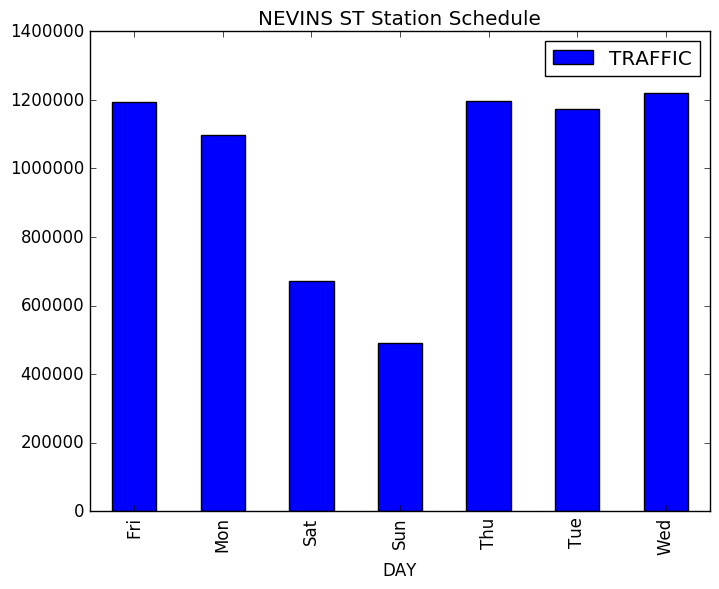 NEVINS ST Station Schedule
TRAFFIC
1400000
1200000
1000000
800000
600000
400000
200000
0
Fri
Mon
Sat
Sun
Thu
Tue
Wed
DAY